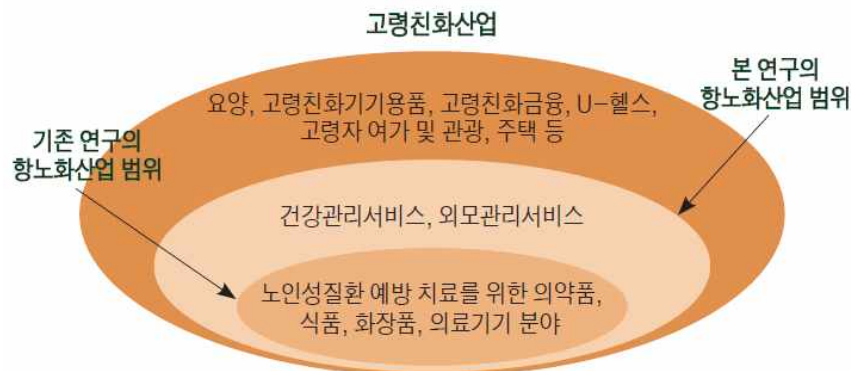 고령친화산업
본 연구의
항노화산업 범위
요양, 고령친화기기용품, 고령친화금융, U-헬스,
고령자 여가 및 관광, 주택 등
기존 연구의
항노화산업 범위
건강관리서비스, 외모관리서비스
노인성질환 예방 치료를 위한 의약품,
식품, 화장품, 의료기기 분야